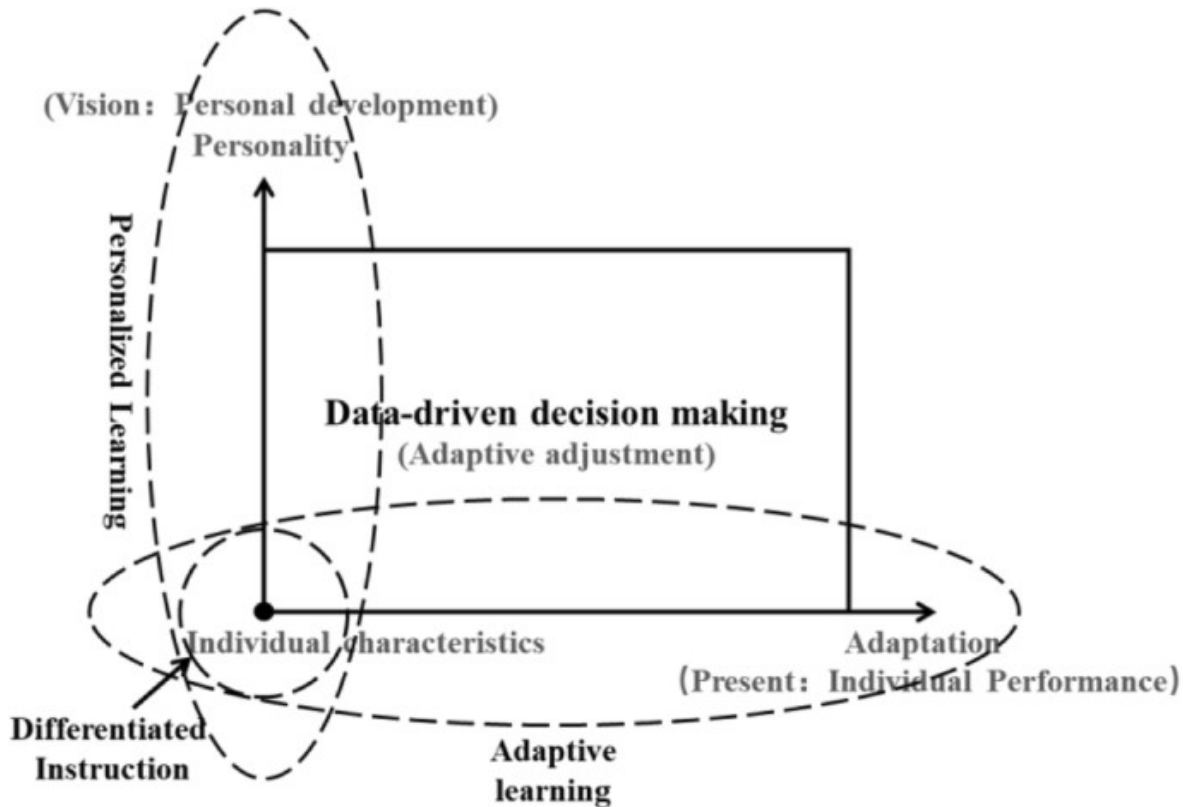 (Vision: Personal development)
Personality
Personalized Learning
Data-driven decision making
(Adaptive adjustment)
Individual characteristics
Adaptation
(Present: Individual Performance)
Differentiated
Instruction
Adaptive
learning